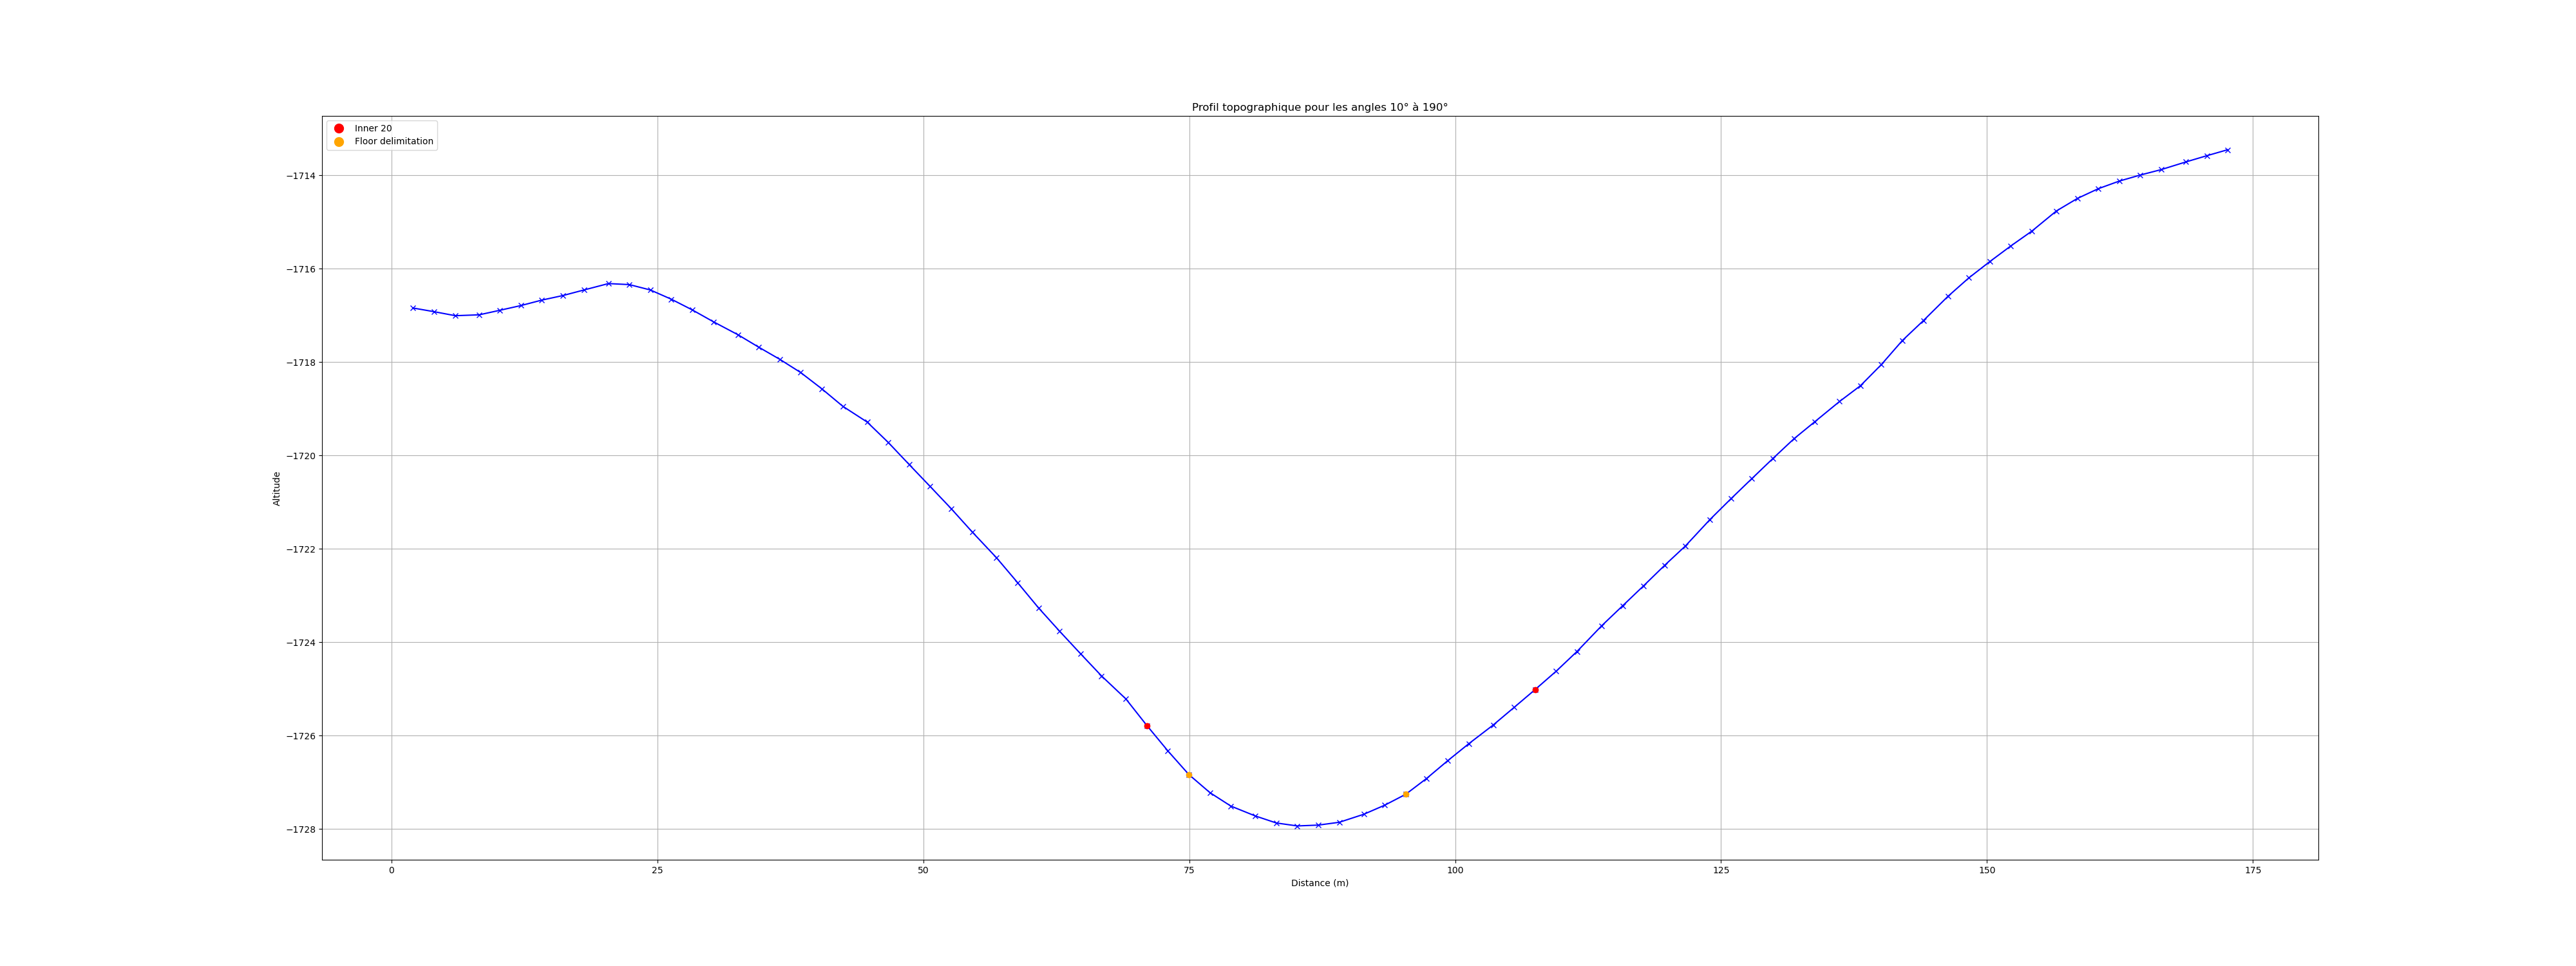 Profil topographique pour les angles 10° à 190°
Inner 20
Floor delimitation
−1714
−1716
−1718
−1720
−1722
−1724
−1726
−1728
Altitude
0 25 50 75 100 125 150 175
Distance (m)